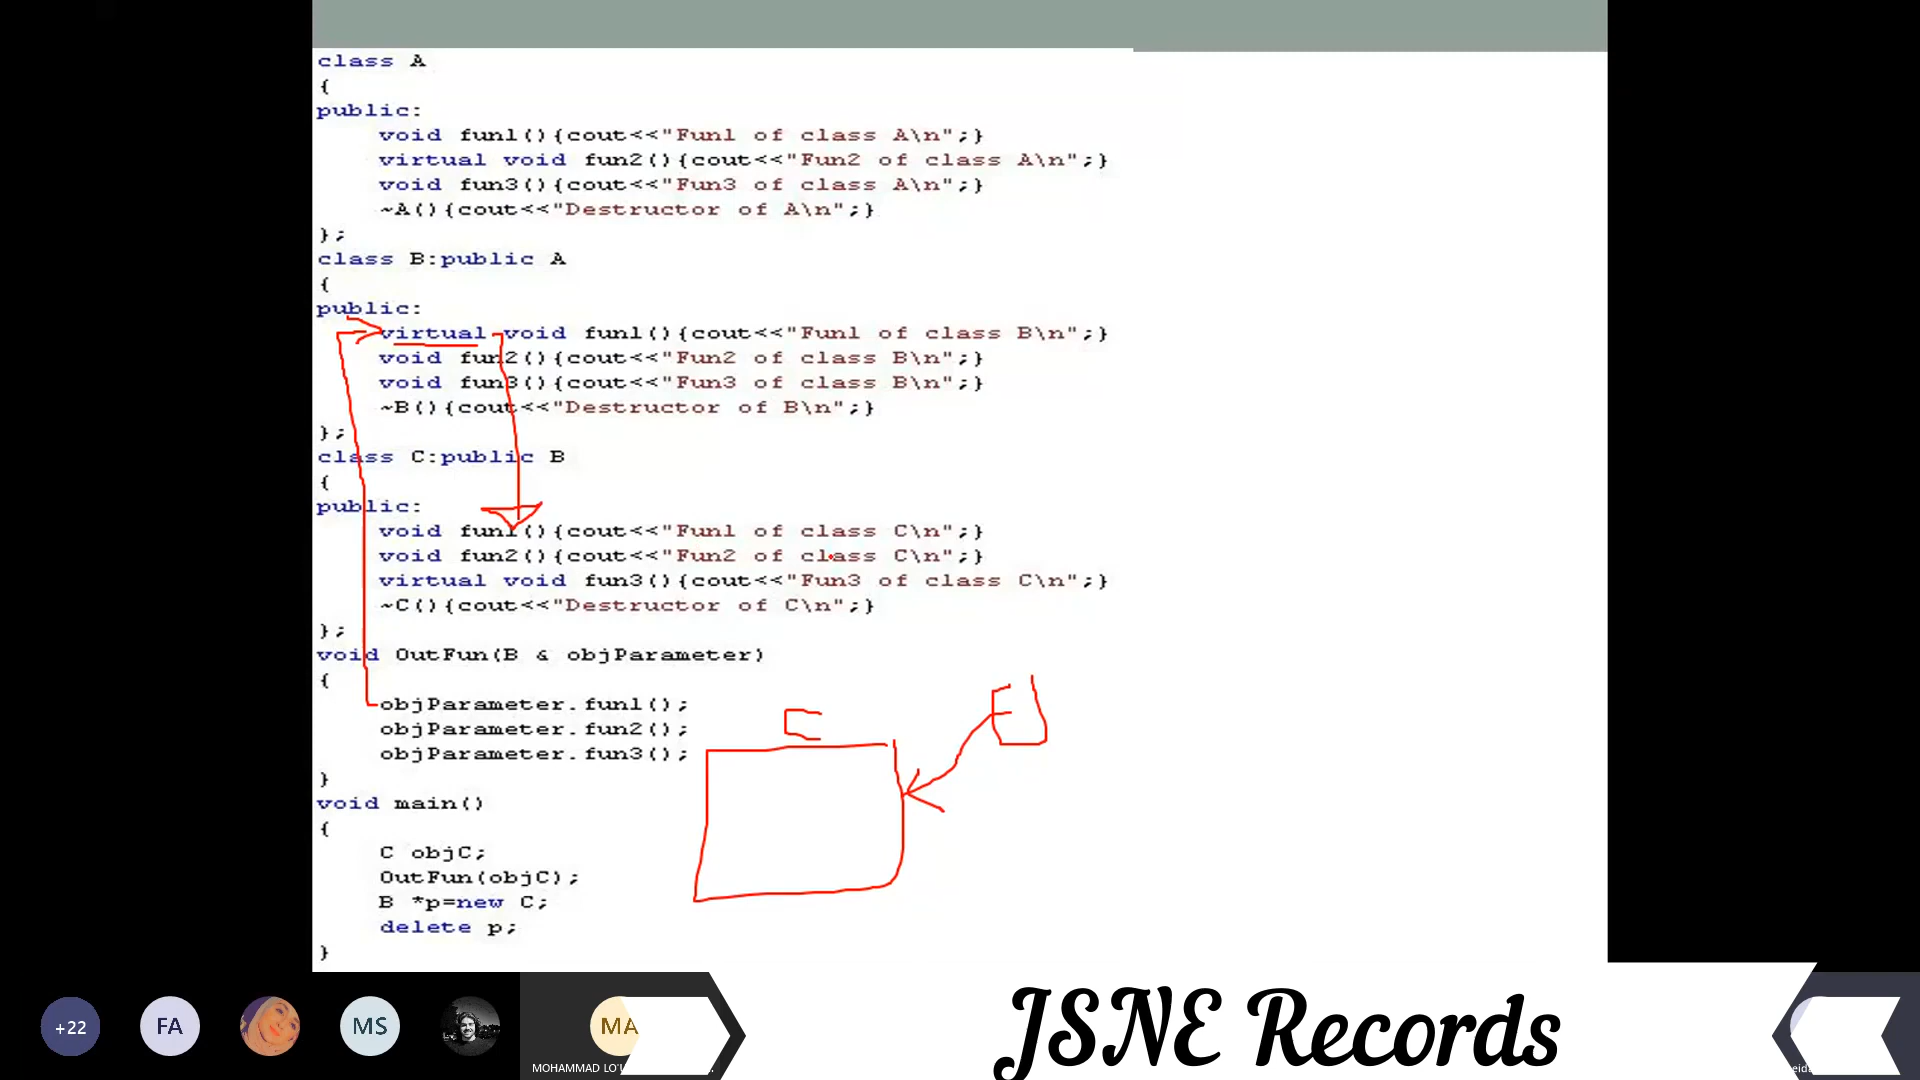 class A
{
public:
void fun1(){cout<<"Fun1 of class A\n";}
virtual void fun2(){cout<<"Fun2 of class A\n";}
void fun3(){cout<<"Fun3 of class A\n";}
~A(){cout<<"Destructor of A\n";}
};
class B:public A
{
public:
virtual void fun1(){cout<<"Fun1 of class B\n";}
void fun2(){cout<<"Fun2 of class B\n";}
void fun3(){cout<<"Fun3 of class B\n";}
~B(){cout<<"Destructor of B\n";}
};
class C:public B
{
public:
void fun1(){cout<<"Fun1 of class C\n";}
void fun2(){cout<<"Fun2 of class C\n";}
virtual void fun3(){cout<<"Fun3 of class C\n";}
~C(){cout<<"Destructor of C\n";}
};
void OutFun(B & objParameter)
{
objParameter.fun1();
objParameter.fun2();
objParameter.fun3();
}
void main()
{
C objC;
OutFun(objC);
B *p=new C;
delete p;
}
C
+22
FA
MS
MA
MOHAMMAD
JSNE Records